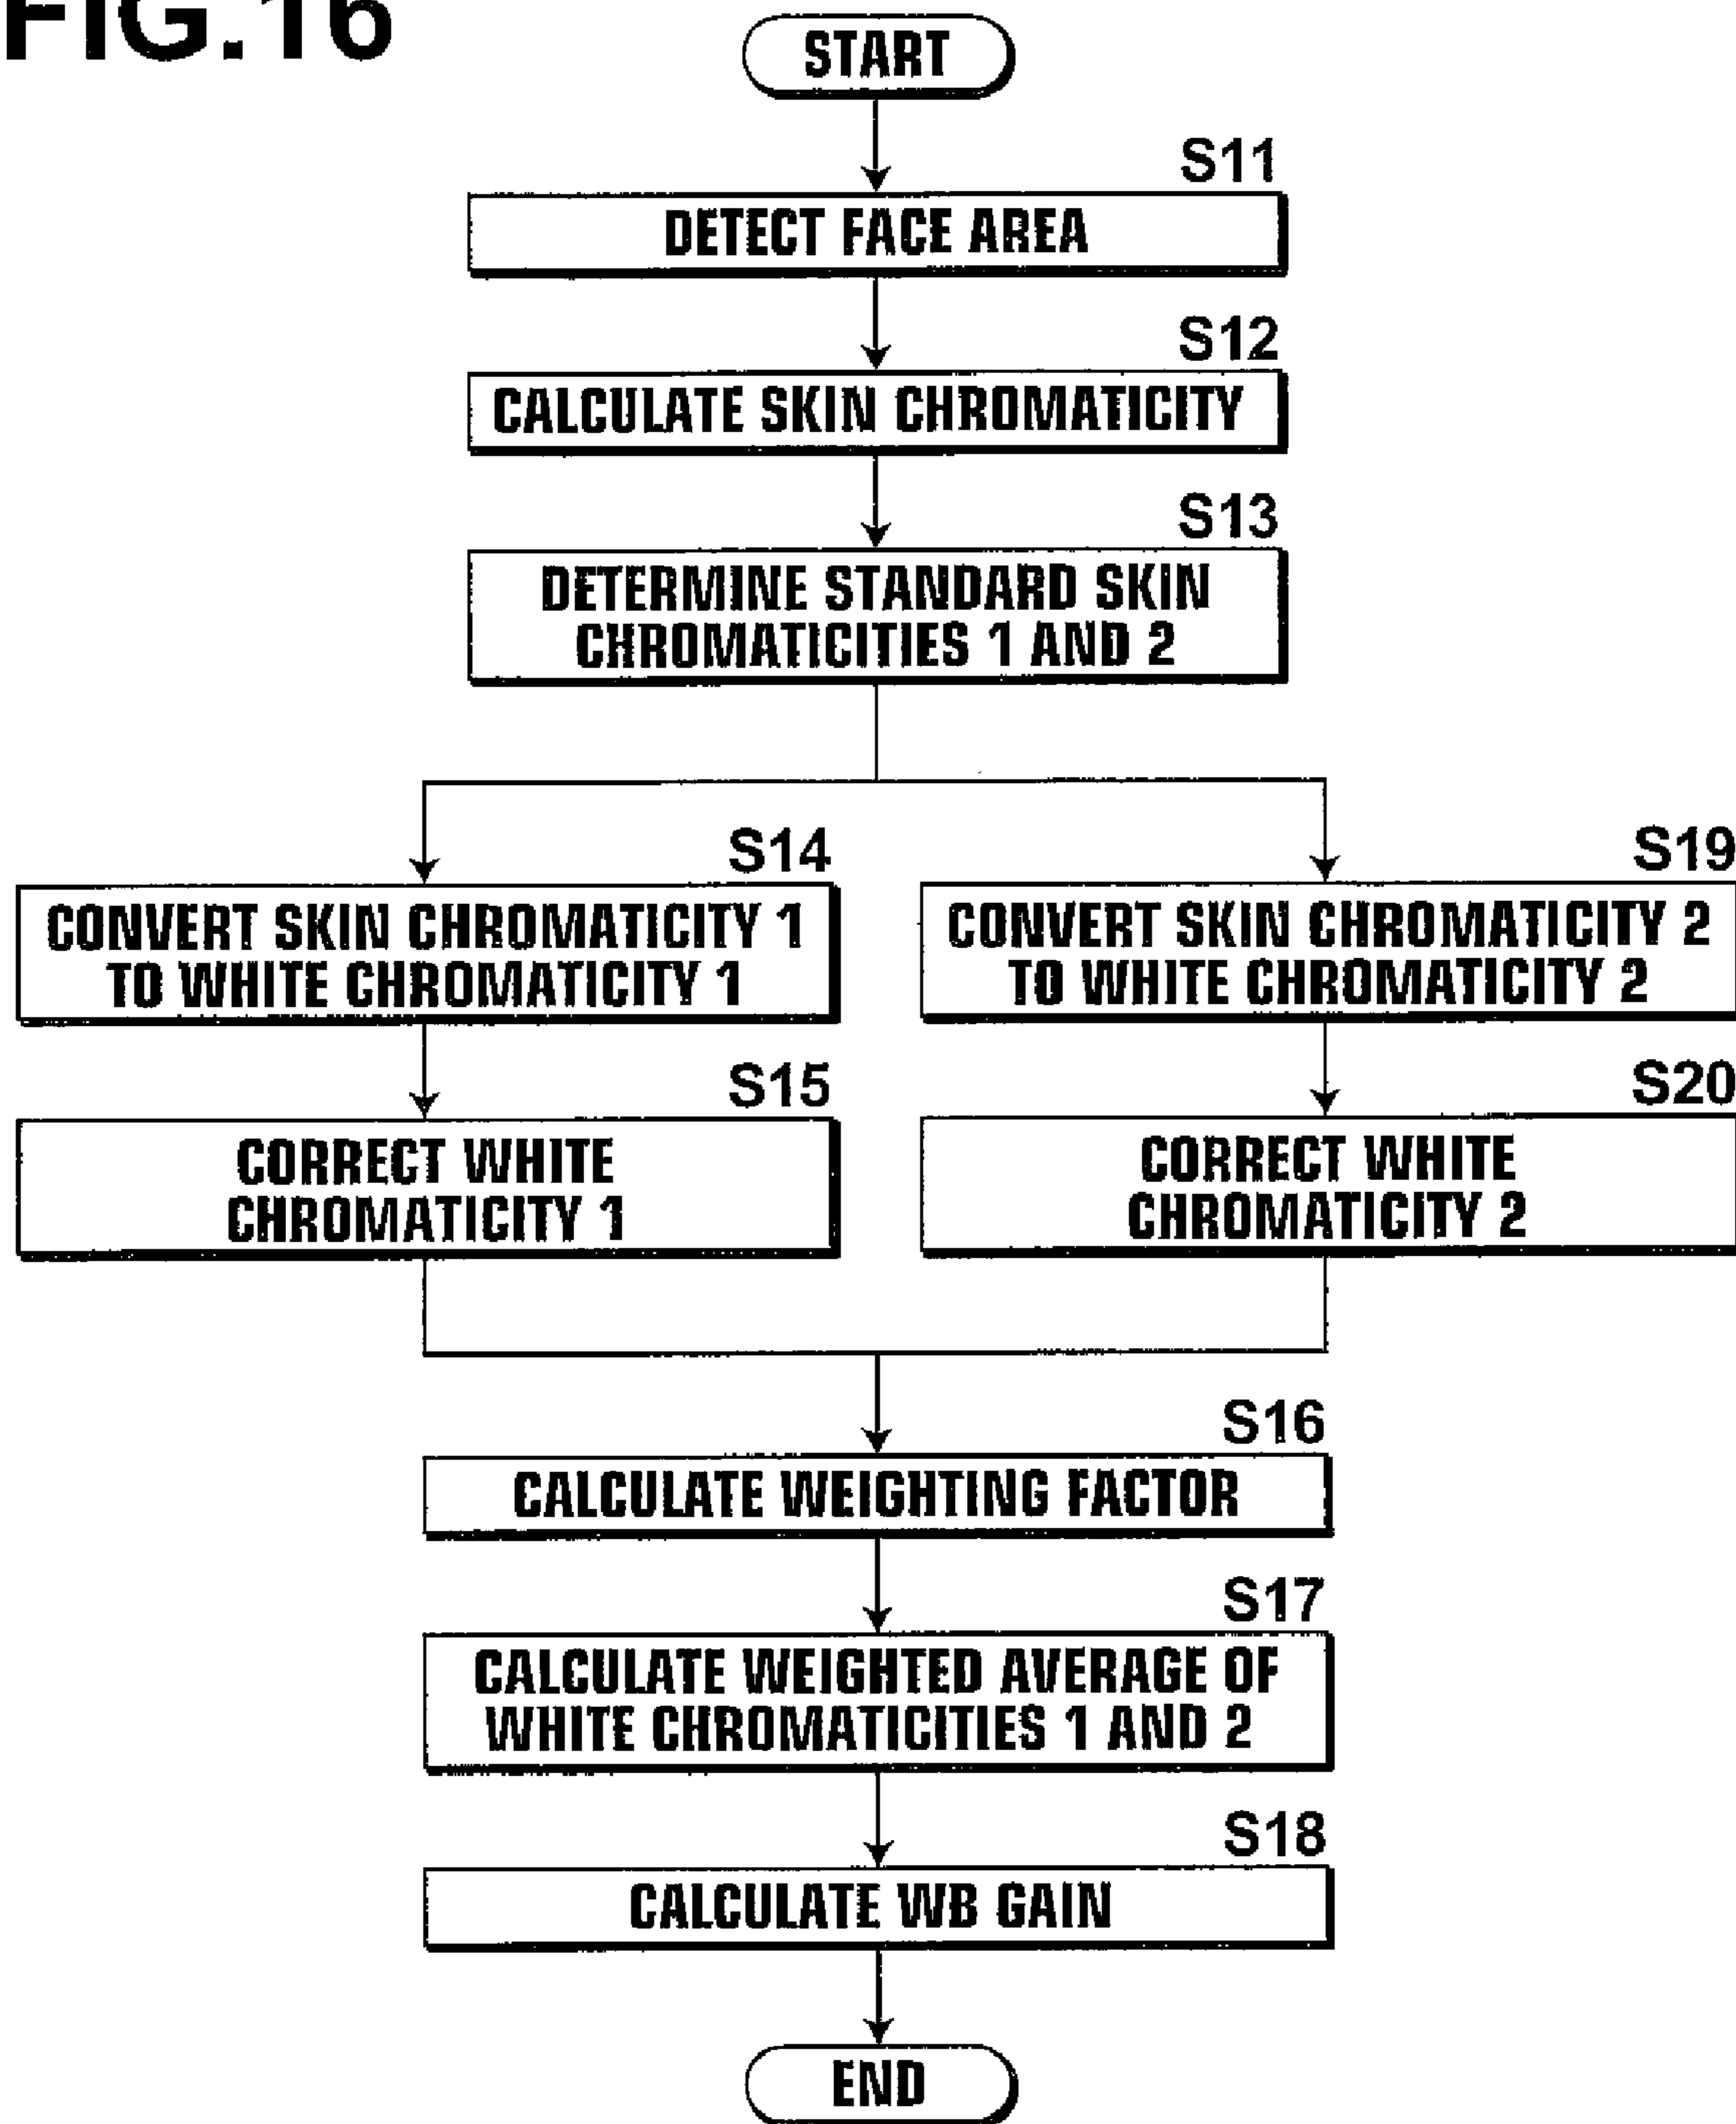 FIG.16
START
S11
DETECT FACE AREA
S12
CALCULATE SKIN CHROMATICITY
S13
DETERMINE STANDARD SKIN
CHROMATICITIES 1 AND 2
S14
CONVERT SKIN CHROMATICITY 1
TO WHITE CHROMATICITY 1
S19
CONVERT SKIN CHROMATICITY 2
TO WHITE CHROMATICITY 2
S15
CORRECT WHITE
CHROMATICITY 1
S20
CORRECT WHITE
CHROMATICITY 2
S16
CALCULATE WEIGHTING FACTOR
S17
CALCULATE WEIGHTED AVERAGE OF
WHITE CHROMATICITIES 1 AND 2
S18
CALCULATE WB GAIN
END